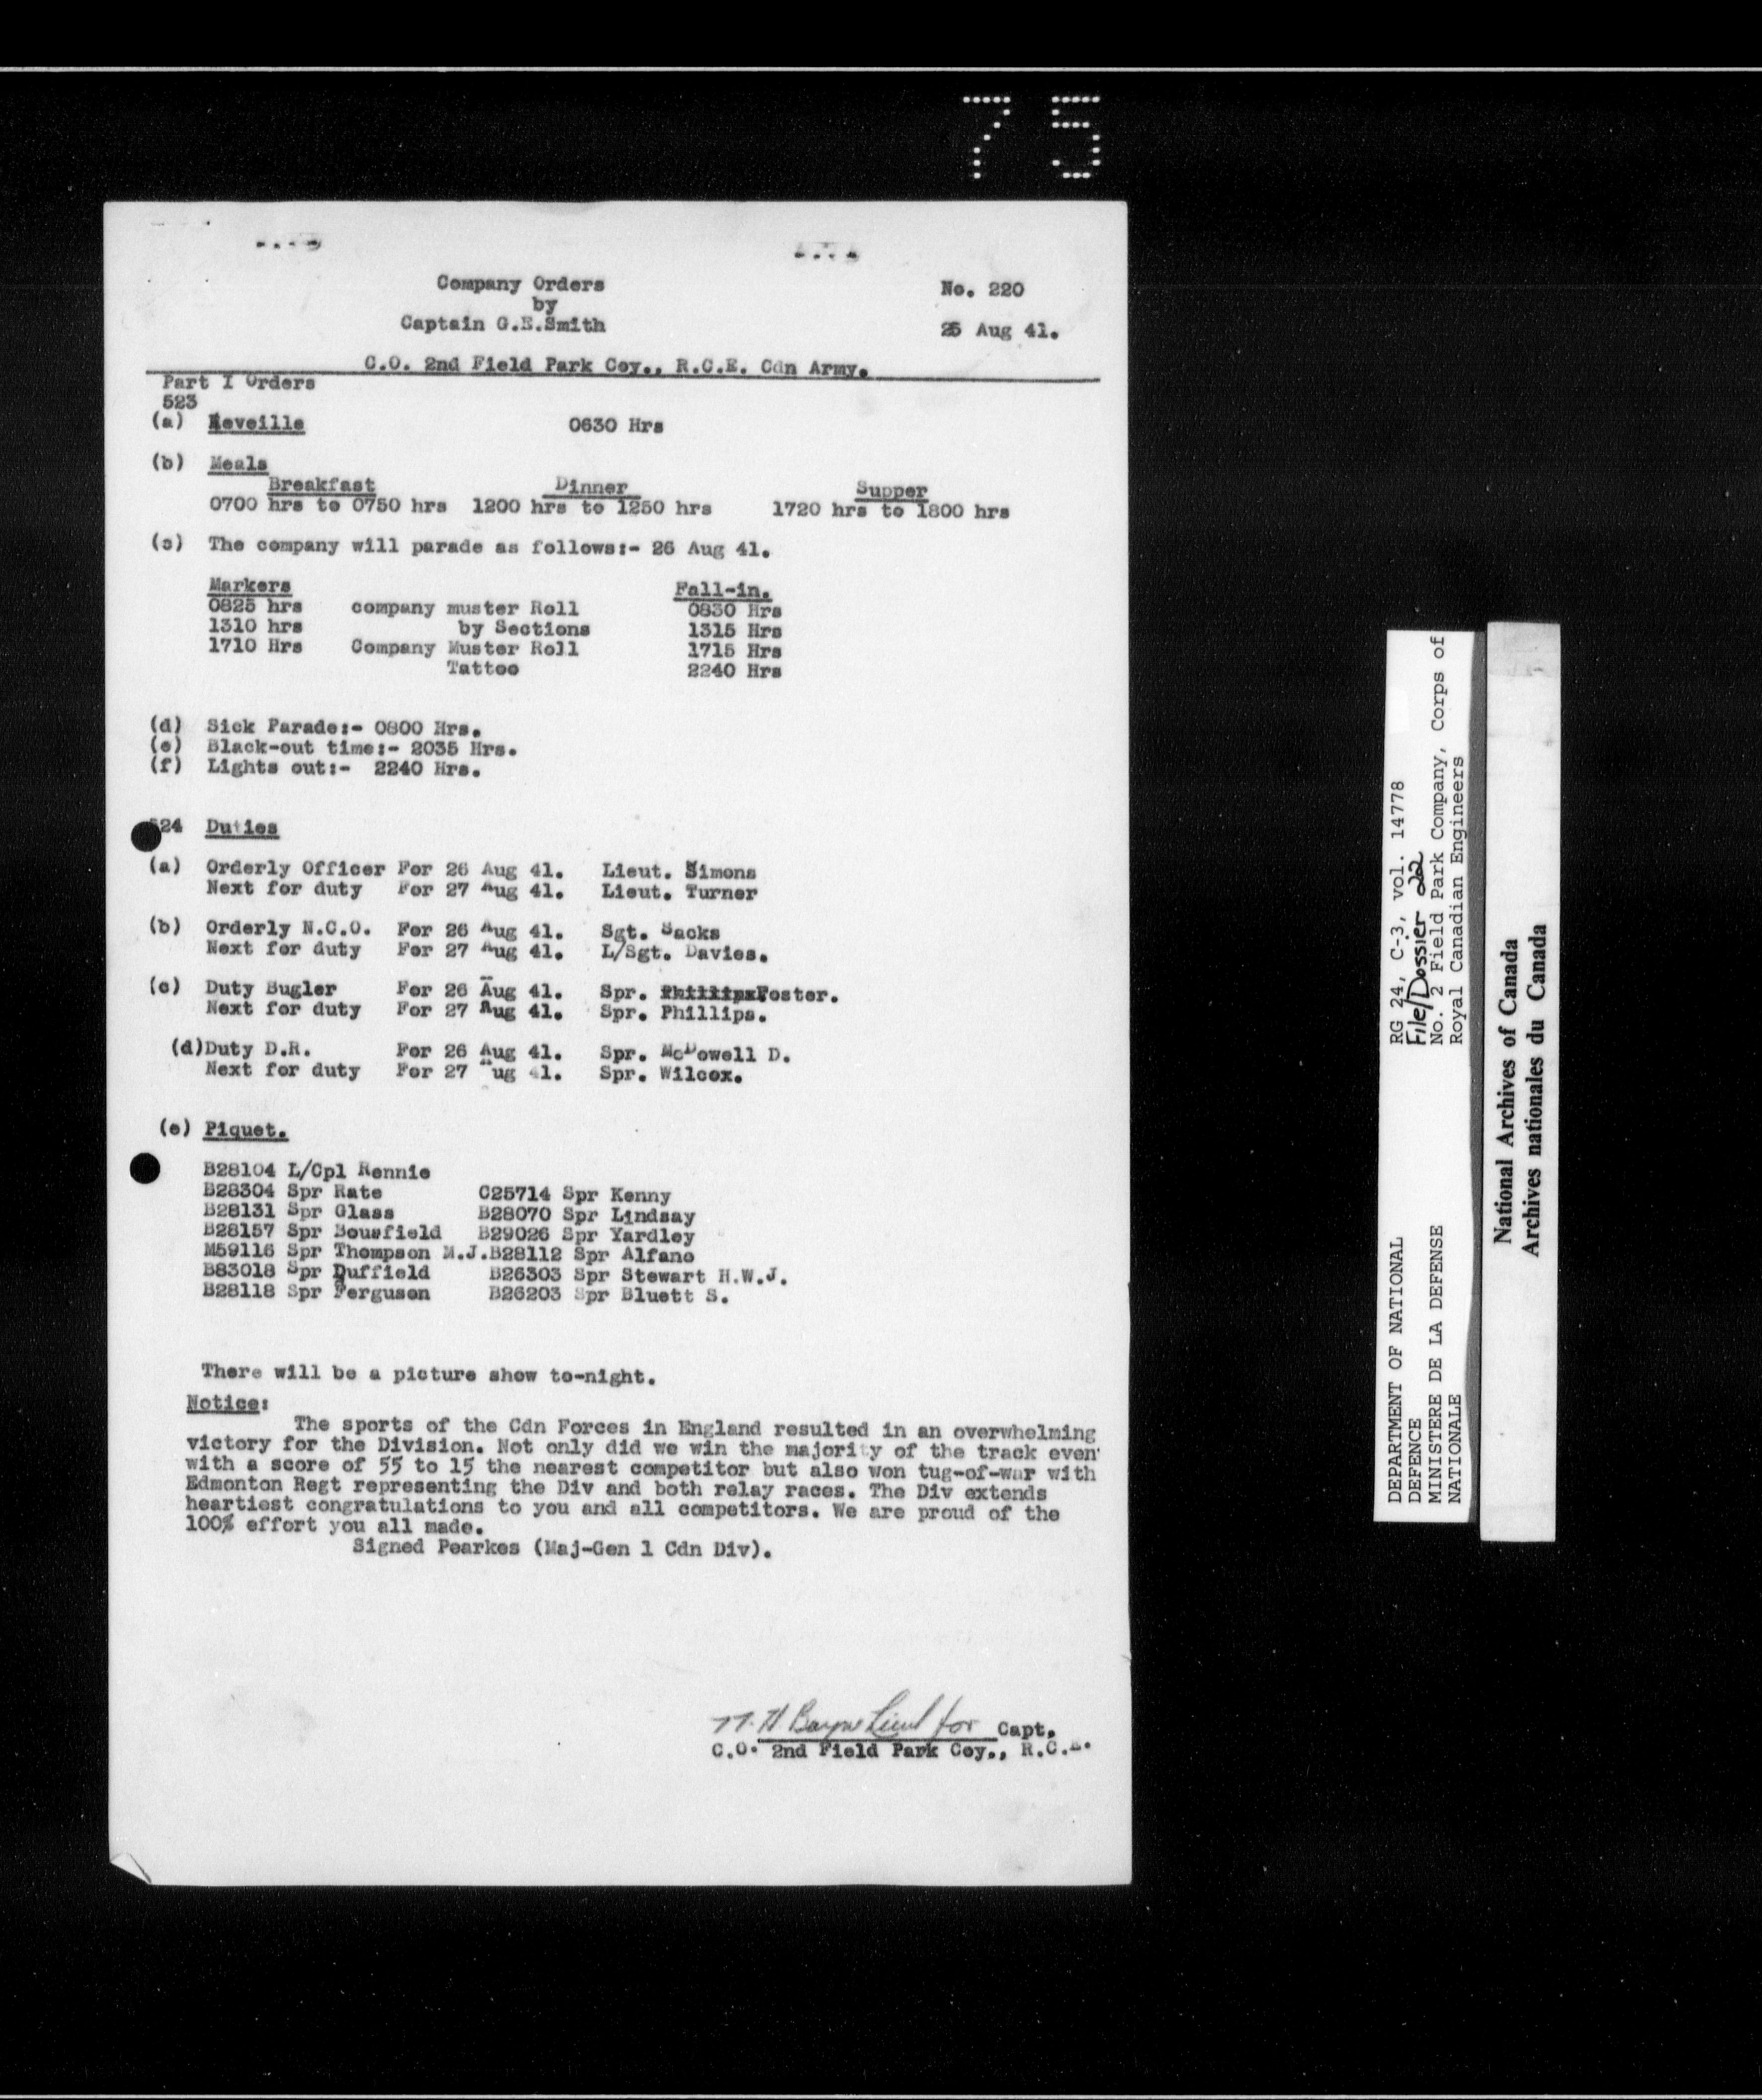 75
Company Orders
No. 220
by
Captain G.E.Smith
25 Aug 41.
C.O. 2nd Field Park Coy., R.C.E. Cdn Army.
Part I Orders
523
(a) Reveille 0630 Hrs
(b) Meals
Breakfast Dinner Supper
0700 hrs to 0750 hrs 1200 hrs to 1250 hrs 1720 hrs to 1800 hrs
(c) The company will parade as follows:- 26 Aug 41.
Markers Fall-in.
0825 hrs company muster Roll 0830 Hrs
1310 hrs by Sections 1315 Hrs
1710 Hrs Company Muster Roll 1715 Hrs
Tattoo 2240 Hrs
(d) Sick Parade:- 0800 Hrs.
(e) Black-out time:- 2035 Hrs.
(f) Lights out:- 2240 Hrs.
524 Duties
(a) Orderly Officer For 26 Aug 41. Lieut. Simons
Next for duty For 27 Aug 41. Lieut. Turner
(b) Orderly N.C.O. For 26 Aug 41. Sgt. Sacks
Next for duty For 27 Aug 41. L/Sgt. Davies.
(c) Duty Bugler For 26 Aug 41. Spr. Foster.
Next for duty For 27 Aug 41. Spr. Phillips.
(d)Duty D.R. For 26 Aug 41. Spr. McDowell D.
Next for duty For 27 Aug 41. Spr. Wilcox.
(e) Piquet.
B28104 L/Cpl Rennie
B28304 Spr Rate C25714 Spr Kenny
B28131 Spr Glass B28070 Spr Lindsay
B28157 Spr Bousfield B29026 Spr Yardley
M59116 Spr Thompson M.J.B28112 Spr Alfano
B83018 Spr Duffield B26303 Spr Stewart H.W.J.
B28118 Spr Ferguson B26203 Spr Bluett S.
There will be a picture show to-night.
Notice:
The sports of the Cdn Forces in England resulted in an overwhelming
victory for the Division. Not only did we win the majority of the track even
with a score of 55 to 15 the nearest competitor but also won tug-of-war with
Edmonton Regt representing the Div and both relay races. The Div extends
heartiest congratulations to you and all competitors. We are proud of the
100% effort you all made.
Signed Pearkes (Maj-Gen 1 Cdn Div).
Lieut for Capt.
C.O. 2nd Field Park Coy., R.C.E.
DEPARTMENT OF NATIONAL
DEFENCE
MINISTERE DE LA DEFENSE
NATIONALE
RG 24, C-3, vol. 14778
File/Dossier 22
No. 2 Field Park Company, Corps of
Royal Canadian Engineers
National Archives of Canada
Archives nationales du Canada